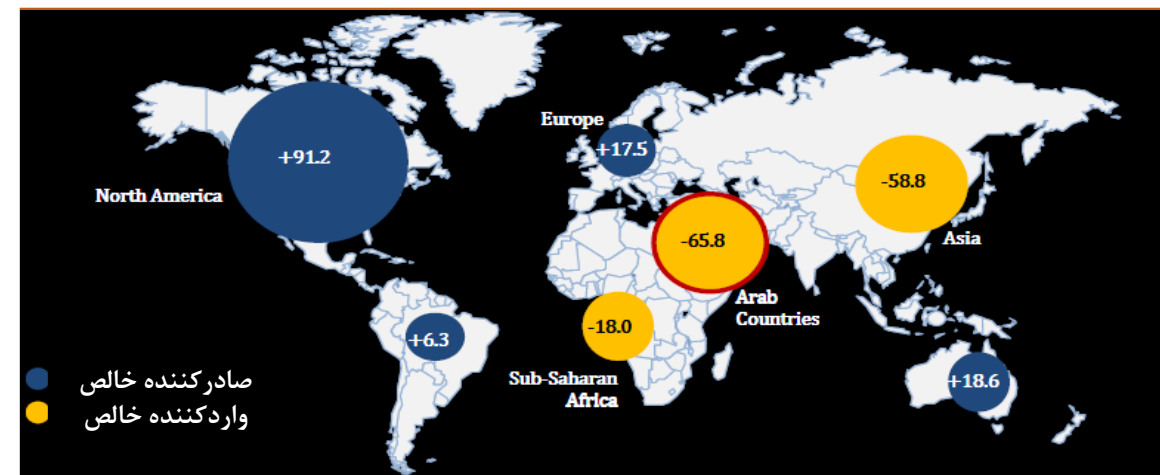 Europe
+17.5
+91.2
-58.8
North America
-65.8
Asia
Arab
Countries
-18.0
+6.3
Sub-Saharan
Africa
+18.6
صادرکننده خالص
واردکننده خالص